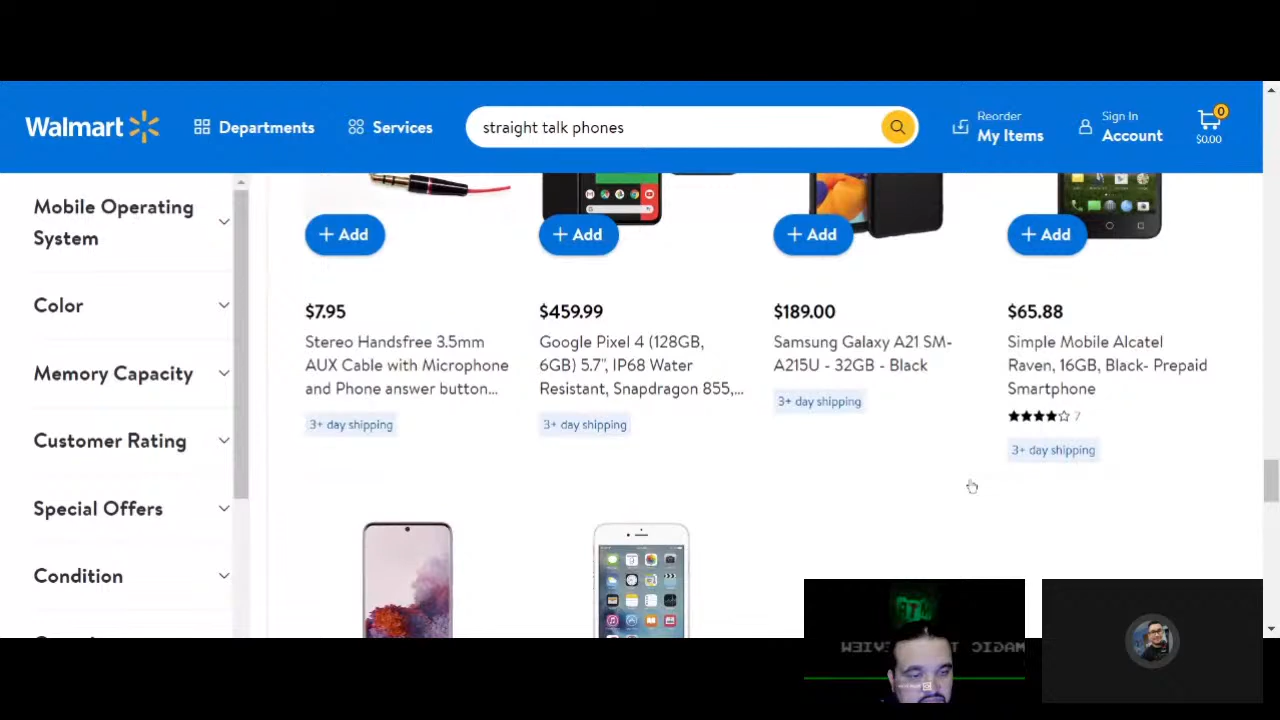 Walmart
Departments
Services
straight talk phones
Reorder
My Items
Sign In
Account
0
$0.00
Mobile Operating
System
Color
Memory Capacity
Customer Rating
Special Offers
Condition
+ Add
+ Add
+ Add
+ Add
$7.95
Stereo Handsfree 3.5mm
AUX Cable with Microphone
and Phone answer button...
3+ day shipping
$459.99
Google Pixel 4 (128GB,
6GB) 5.7", IP68 Water
Resistant, Snapdragon 855,...
3+ day shipping
$189.00
Samsung Galaxy A21 SM-
A215U - 32GB - Black
3+ day shipping
$65.88
Simple Mobile Alcatel
Raven, 16GB, Black- Prepaid
Smartphone
7
3+ day shipping